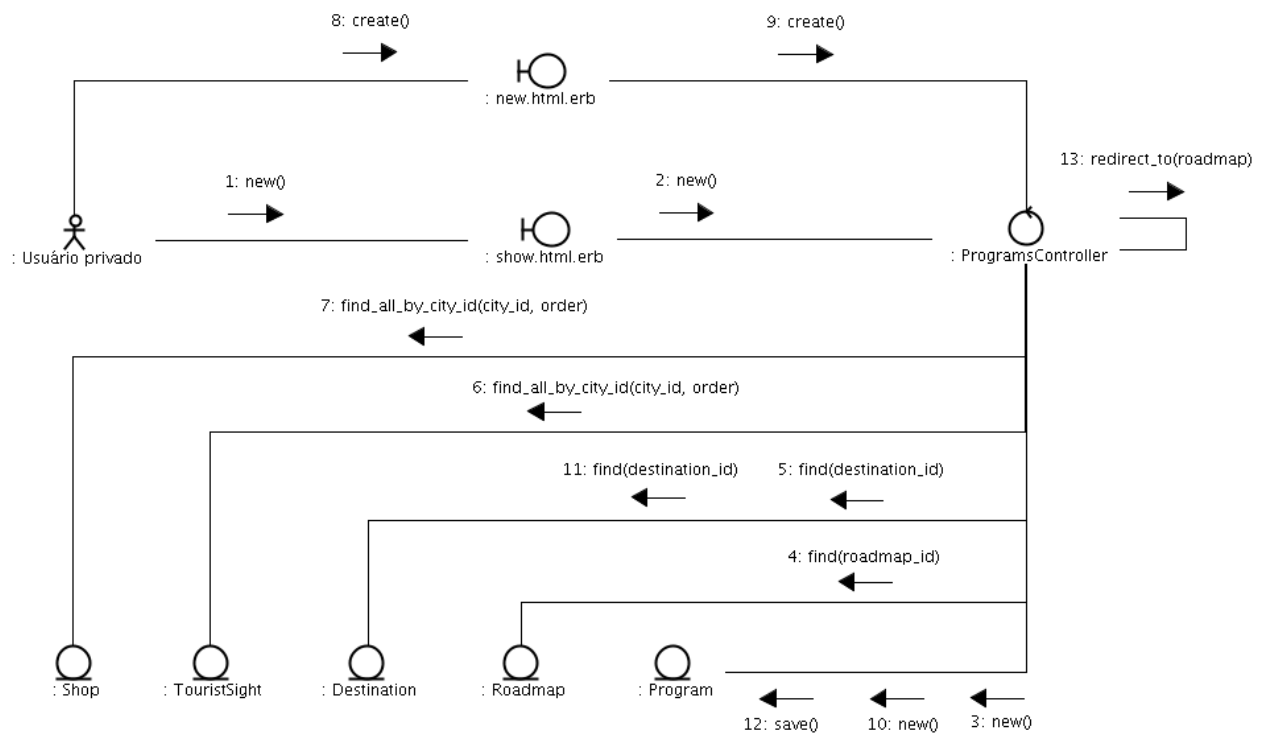 8: create()
9: create()
: new.html.erb
13: redirect_to(roadmap)
1: new()
2: new()
: Usuário privado
: show.html.erb
: ProgramsController
7: find_all_by_city_id(city_id, order)
6: find_all_by_city_id(city_id, order)
11: find(destination_id)
5: find(destination_id)
4: find(roadmap_id)
: Shop
: TouristSight
: Destination
: Roadmap
: Program
12: save()
10: new()
3: new()